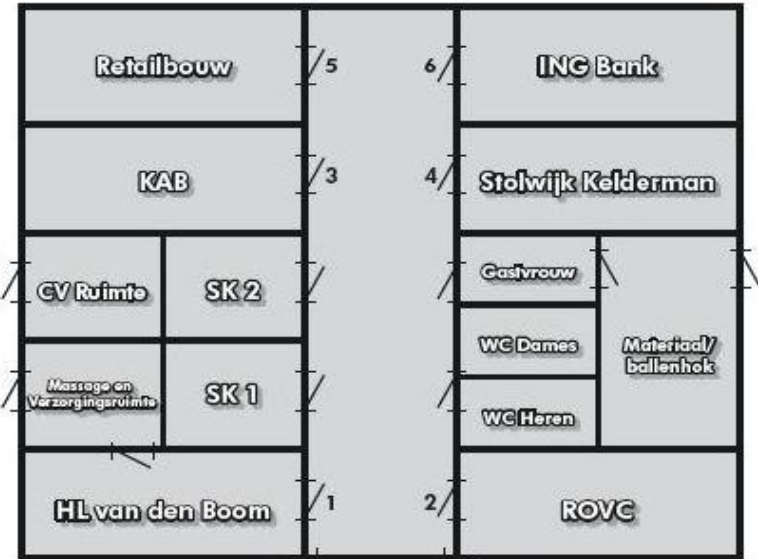 Retailbouw
5
6
ING Bank
KAB
3
4
Stolwijk Kelderman
CV Ruimte
SK 2
Gastvrouw
WC Dames
Materiaal/
ballenhok
Massage en
Verzorgingsruimte
SK 1
WC Heren
HL van den Boom
1
2
ROVC